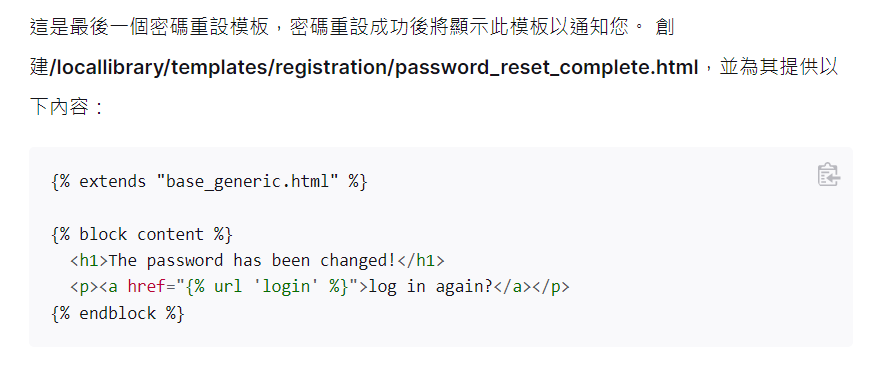 這是最後一個密碼重設模板，密碼重設成功後將顯示此模板以通知您。 創
建/locallibrary/templates/registration/password_reset_complete.html，並為其提供以
下內容：
{% extends "base_generic.html" %}
{% block content %}
<h1>The password has been changed!</h1>
<p><a href="{% url 'login' %}">log in again?</a></p>
{% endblock %}